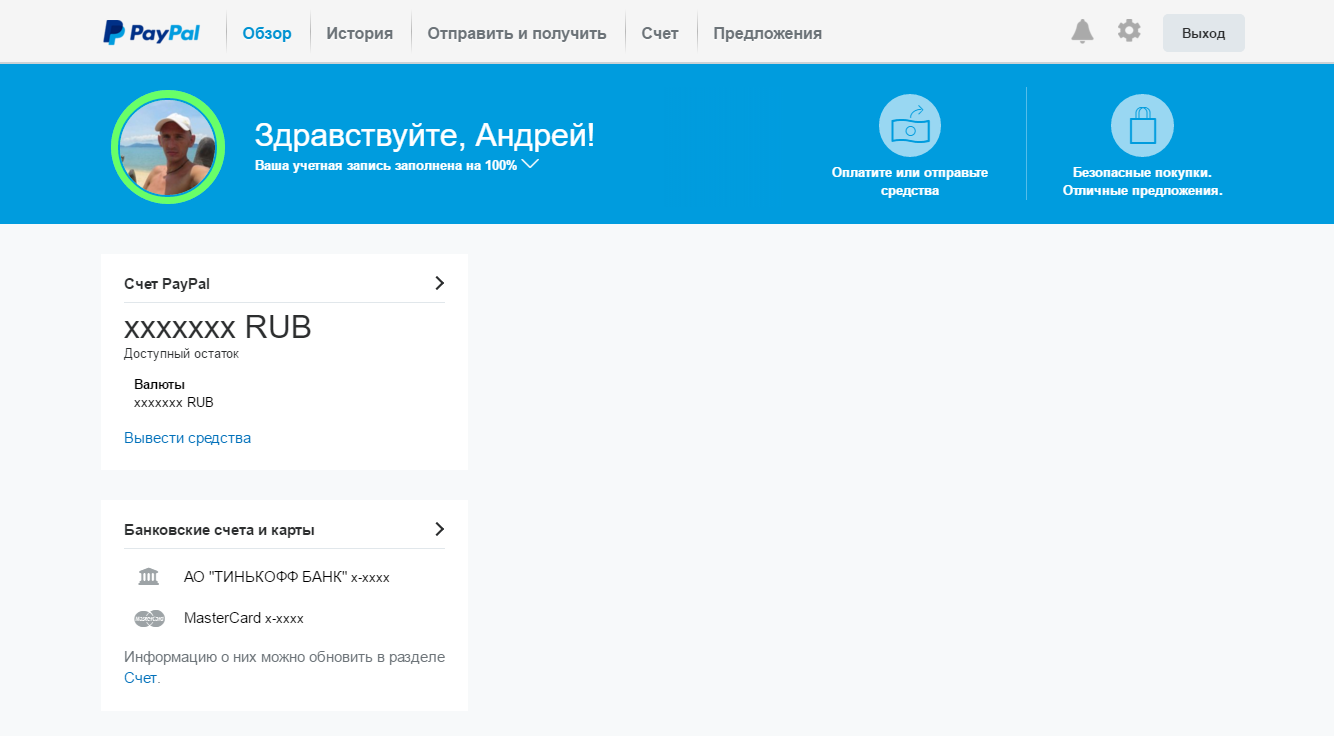 PayPal
Обзор
История
Отправить и получить
Счет
Предложения
Выход
Здравствуйте, Андрей!
Ваша учетная запись заполнена на 100%
Оплатите или отправьте
средства
Безопасные покупки.
Отличные предложения.
Счет PayPal
xxxxxxx RUB
Доступный остаток
Валюты
xxxxxxx RUB
Вывести средства
Банковские счета и карты
АО "ТИНЬКОФФ БАНК" x-xxxx
MasterCard
MasterCard x-xxxx
Информацию о них можно обновить в разделе
Счет.